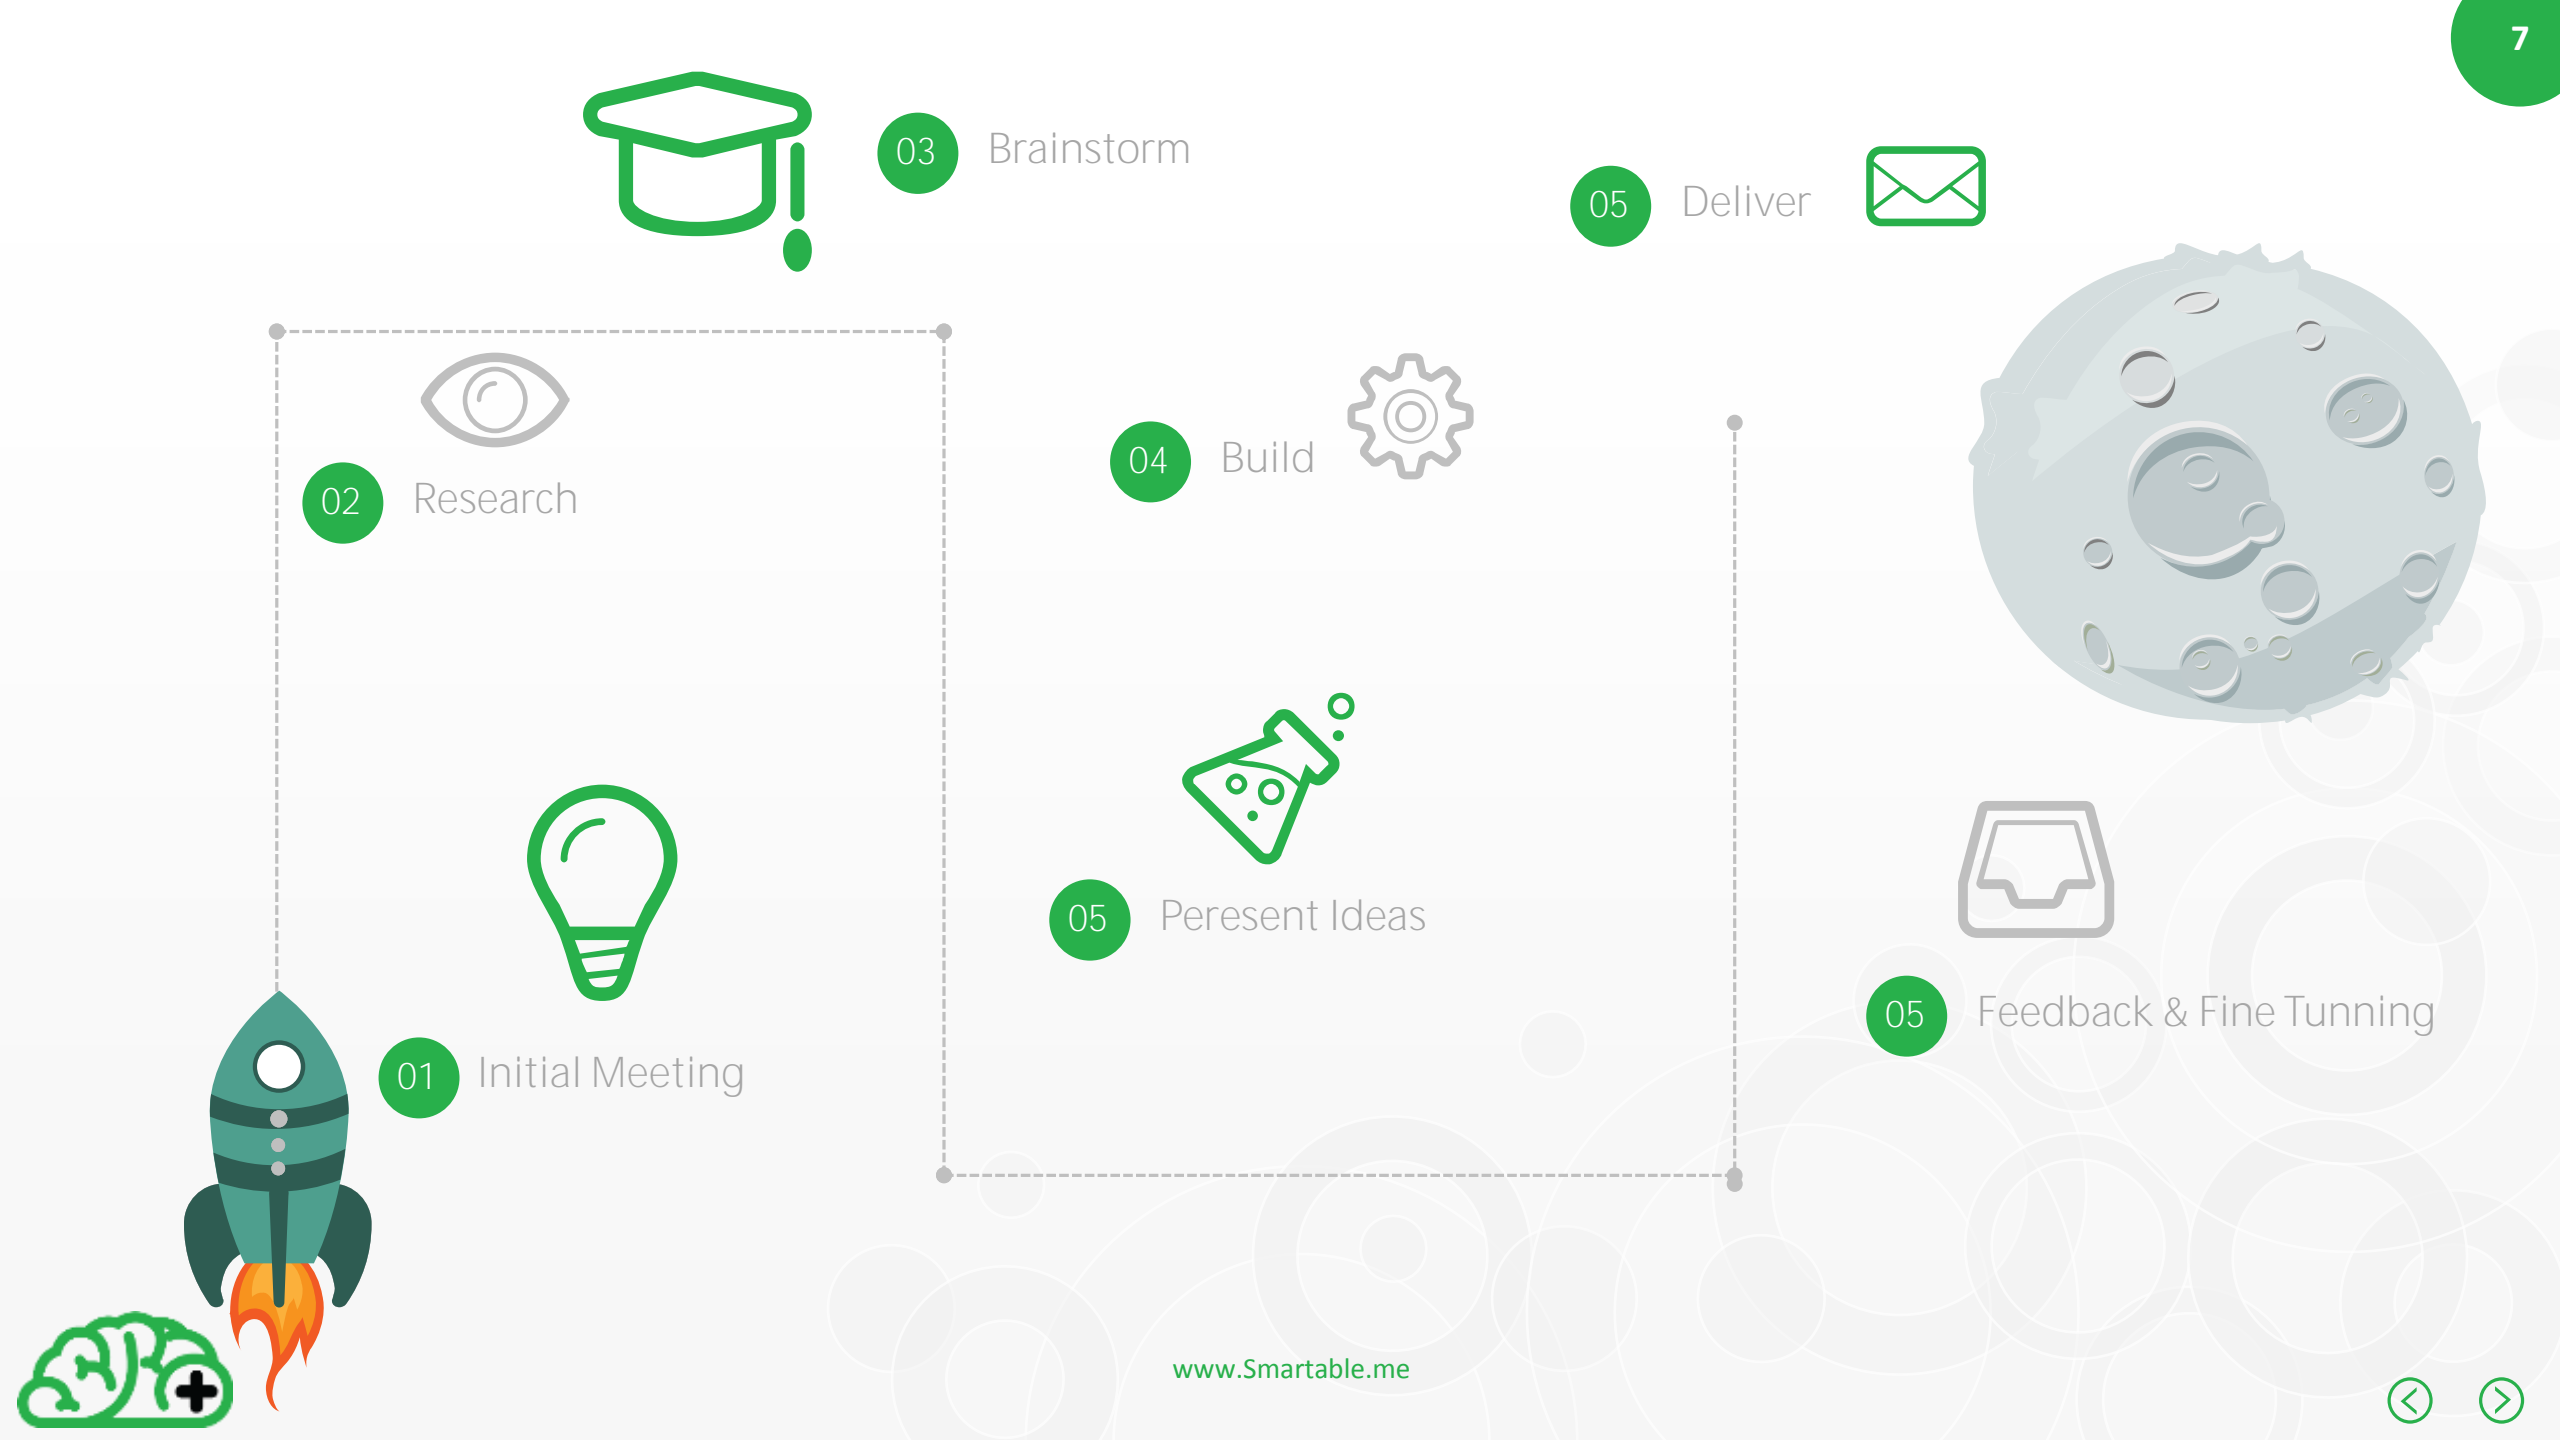 7
03 Brainstorm
05 Deliver
02 Research
04 Build
05 Peresent Ideas
05 Feedback & Fine Tunning
01 Initial Meeting
www.Smartable.me